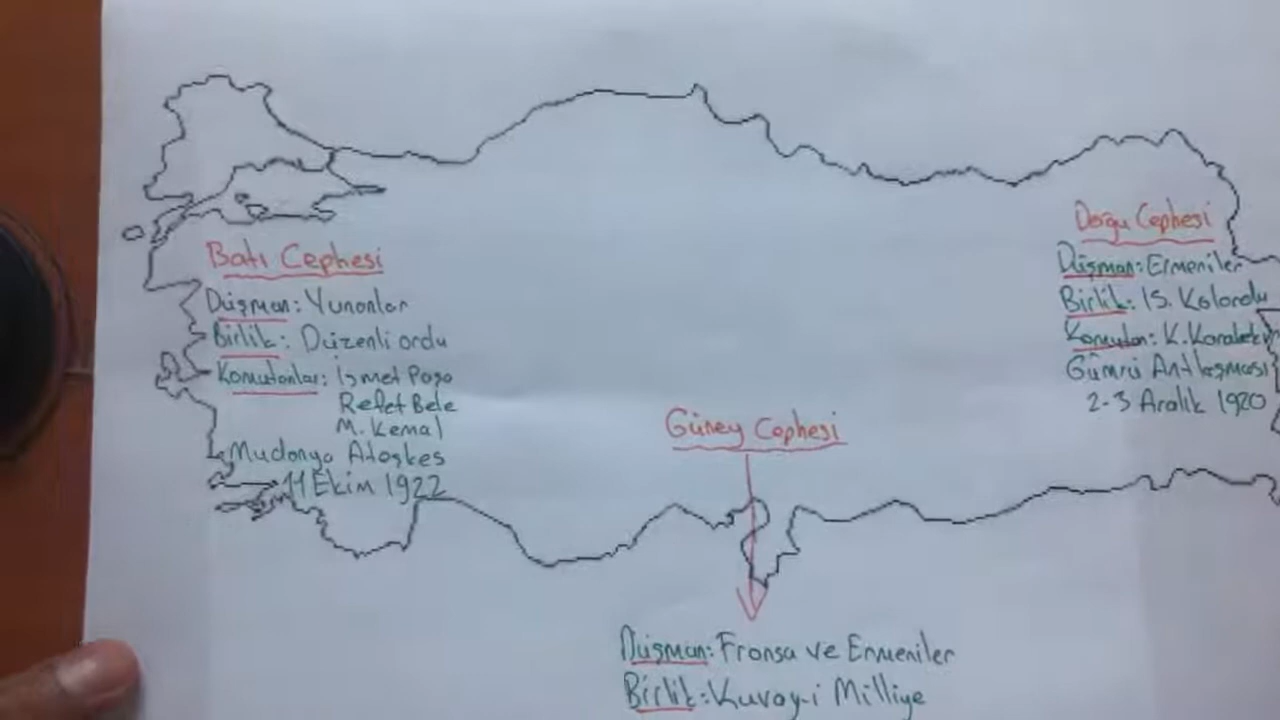 Batı Cephesi
Düşman: Yunanlar
Birlik: Düzenli ordu
Komutanlar: İsmet Paşa
Refet Bele
M. Kemal
Mudanya Ateşkes
11 Ekim 1922
Güney Cephesi
Düşman: Fransa ve Ermeniler
Birlik: Kuvay-i Milliye
Doğu Cephesi
Düşman: Ermeniler
Birlik: 15. Kolordu
Komutan: K. Karabekir
Gümrü Antlaşması
2-3 Aralık 1920